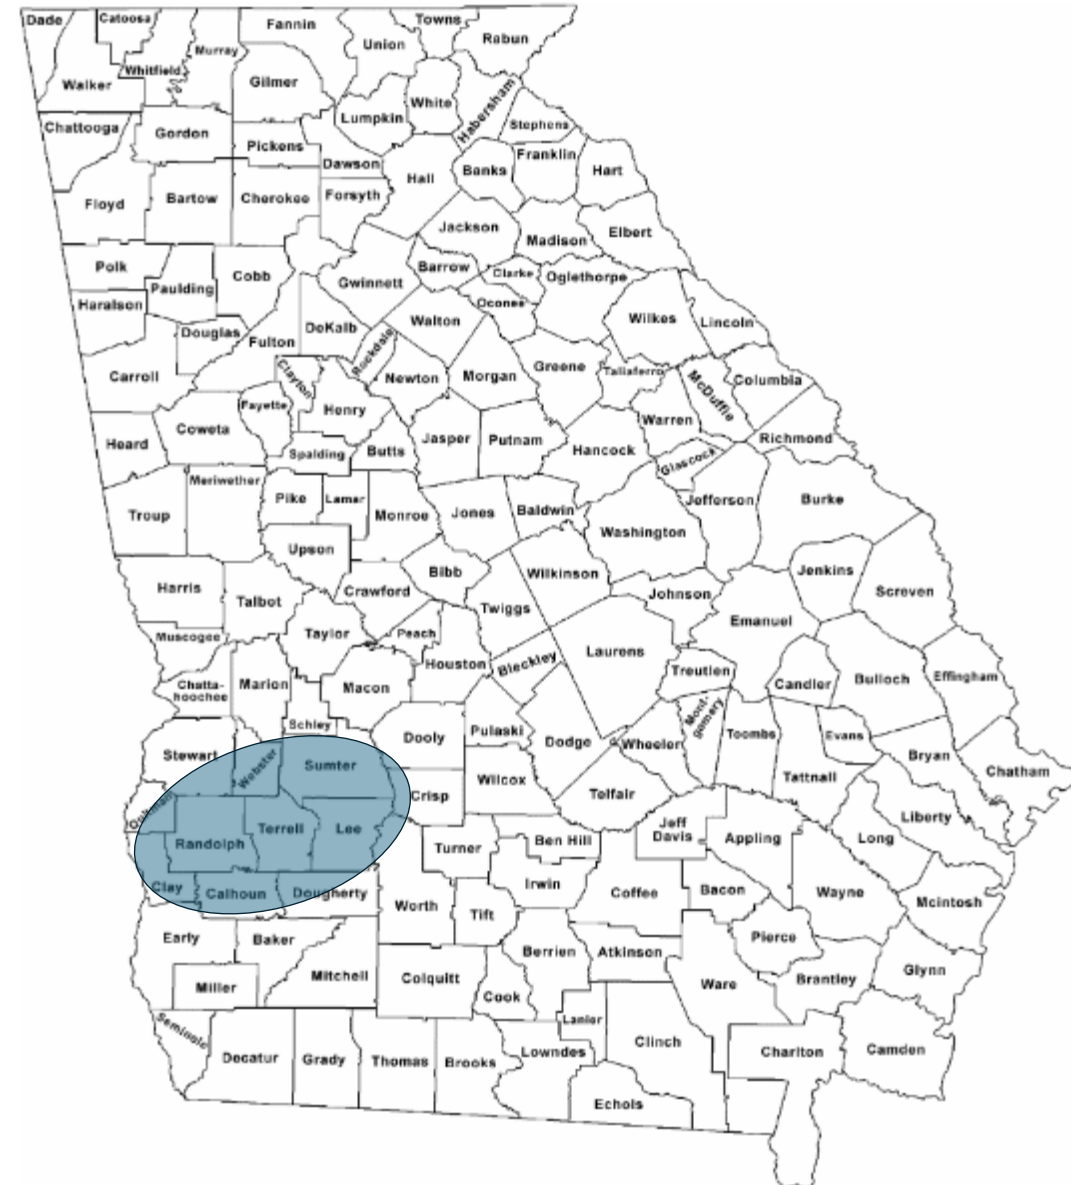 Dade
Catoosa
Fannin
Towns
Rabun
Union
Murray
Whitfield
Walker
Gilmer
White
Habersham
Lumpkin
Stephens
Chattooga
Gordon
Pickens
Dawson
Franklin
Hall
Banks
Hart
Floyd
Bartow
Cherokee
Forsyth
Jackson
Madison
Elbert
Polk
Paulding
Cobb
Gwinnett
Barrow
Clarke
Oglethorpe
Haralson
Oconee
Walton
Wilkes
Lincoln
Douglas
Fulton
DeKalb
Rockdale
Carroll
Clayton
Newton
Morgan
Greene
Taliaferro
McDuffie
Columbia
Fayette
Henry
Coweta
Heard
Spalding
Butts
Jasper
Putnam
Hancock
Warren
Richmond
Glascock
Meriwether
Pike
Lamar
Troup
Monroe
Jones
Baldwin
Jefferson
Burke
Washington
Upson
Harris
Talbot
Crawford
Bibb
Wilkinson
Twiggs
Johnson
Jenkins
Screven
Emanuel
Muscogee
Taylor
Peach
Houston
Bleckley
Laurens
Treutlen
Candler
Bulloch
Effingham
Chatta-
hoochee
Marion
Macon
Schley
Dooly
Pulaski
Dodge
Wheeler
Mont-
gomery
Toombs
Evans
Bryan
Chatham
Stewart
Webster
Sumter
Crisp
Wilcox
Telfair
Tattnall
Liberty
Quitman
Randolph
Terrell
Lee
Turner
Ben Hill
Jeff
Davis
Appling
Long
Clay
Calhoun
Dougherty
Worth
Tift
Irwin
Coffee
Bacon
Wayne
Mcintosh
Early
Baker
Mitchell
Miller
Colquitt
Cook
Berrien
Atkinson
Pierce
Ware
Brantley
Glynn
Seminole
Decatur
Grady
Thomas
Brooks
Lanier
Lowndes
Clinch
Echols
Charlton
Camden